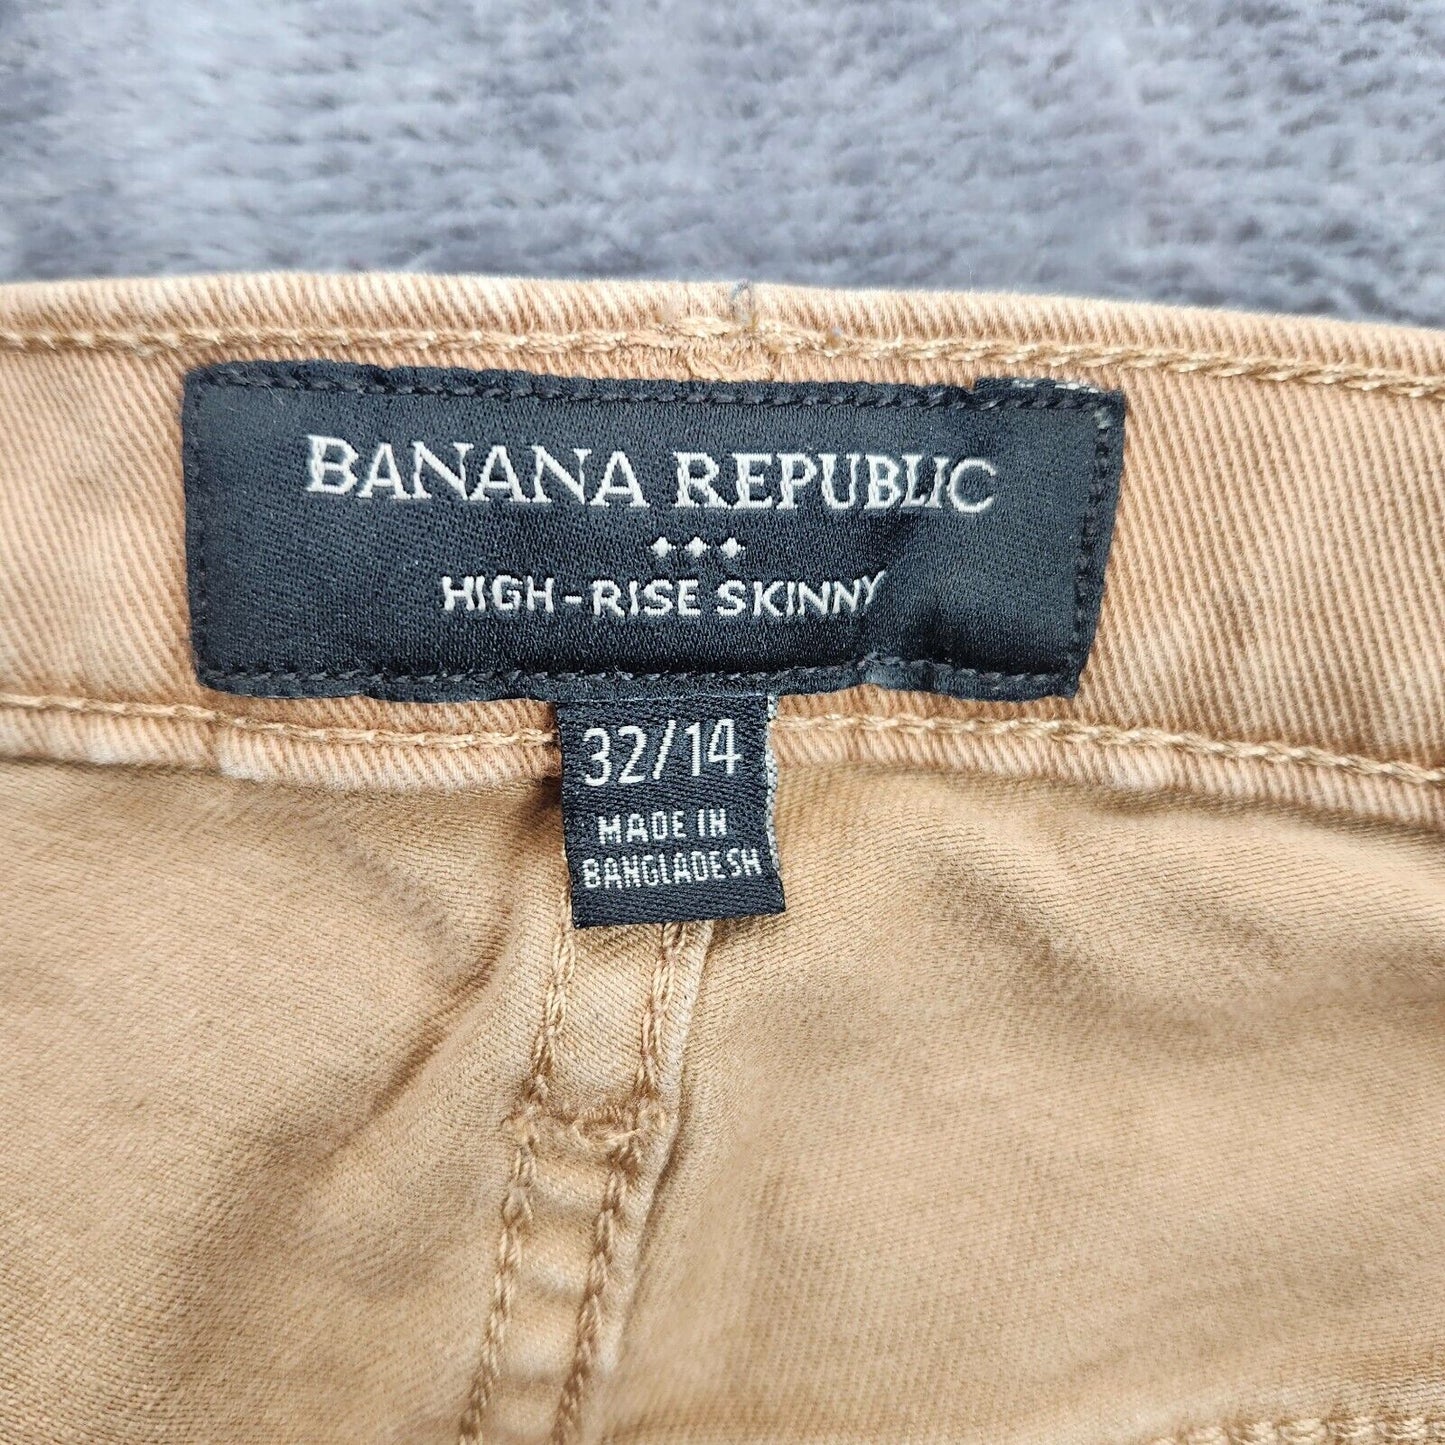 BANANA REPUBLIC
HIGH-RISE SKINNY
32/14
MADE IN
BANGLADESH